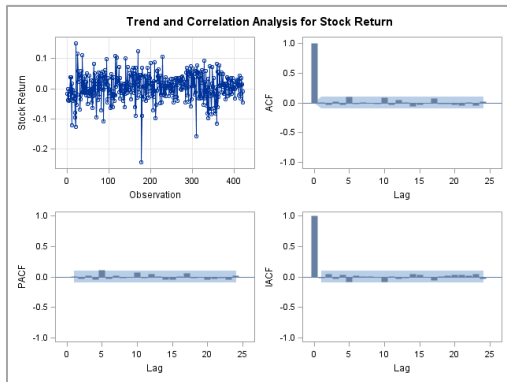 Trend and Correlation Analysis for Stock Return
Stock Return
0.1
0.0
-0.1
-0.2
0 100 200 300 400
Observation
ACF
1.0
0.5
0.0
-0.5
-1.0
0 5 10 15 20 25
Lag
PACF
1.0
0.5
0.0
-0.5
-1.0
0 5 10 15 20 25
Lag
IACF
1.0
0.5
0.0
-0.5
-1.0
0 5 10 15 20 25
Lag